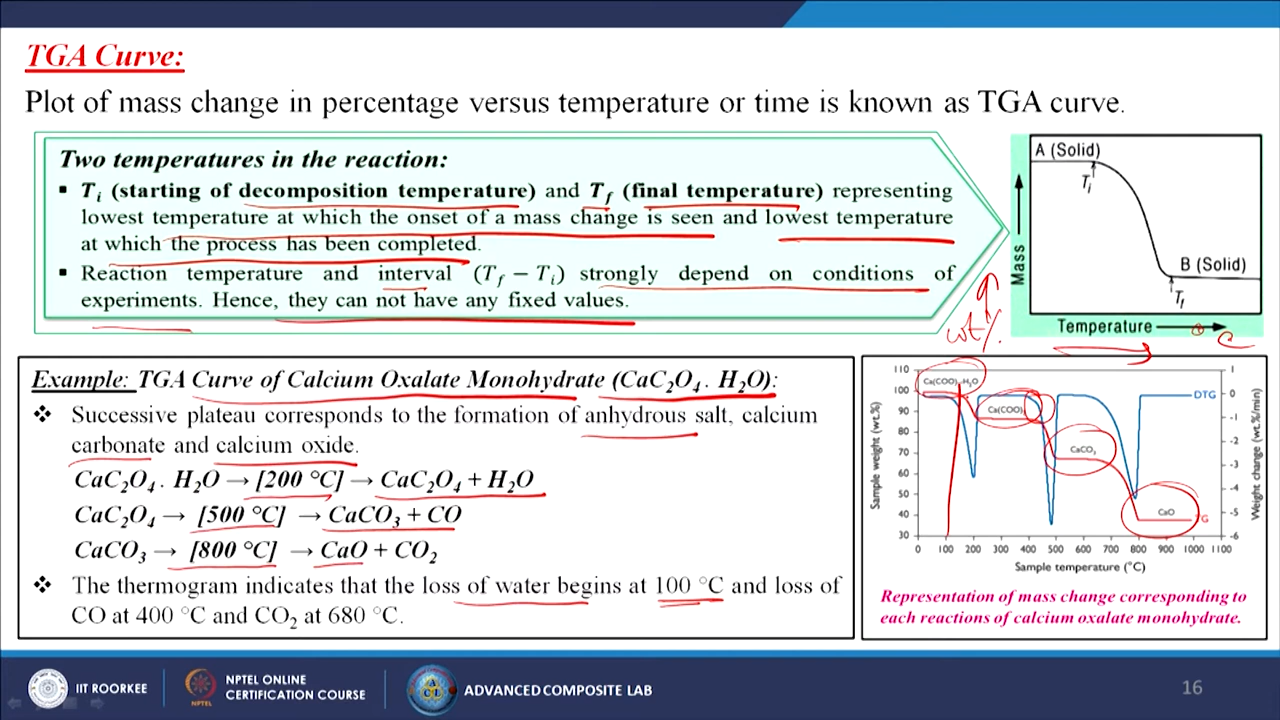 TGA Curve:
Plot of mass change in percentage versus temperature or time is known as TGA curve.
Two temperatures in the reaction:
▪ Tᵢ (starting of decomposition temperature) and T_f (final temperature) representing
lowest temperature at which the onset of a mass change is seen and lowest temperature
at which the process has been completed.
▪ Reaction temperature and interval (T_f − Tᵢ) strongly depend on conditions of
experiments. Hence, they can not have any fixed values.
A (Solid)
Tᵢ
B (Solid)
T_f
Mass
Temperature
wt%
Example: TGA Curve of Calcium Oxalate Monohydrate (CaC₂O₄. H₂O):
❖ Successive plateau corresponds to the formation of anhydrous salt, calcium
carbonate and calcium oxide.
CaC₂O₄. H₂O → [200 °C] → CaC₂O₄ + H₂O
CaC₂O₄ → [500 °C] → CaCO₃ + CO
CaCO₃ → [800 °C] → CaO + CO₂
❖ The thermogram indicates that the loss of water begins at 100 °C and loss of
CO at 400 °C and CO₂ at 680 °C.
110
100
90
80
70
60
50
40
30
Sample weight (wt.%)
Ca(COO)
H₂O
Ca(COO)
CaCO₃
CaO
DTG
TG
1
0
-1
-2
-3
-4
-5
-6
Weight change (wt.%/min)
0 100 200 300 400 500 600 700 800 900 1000 1100
Sample temperature (°C)
Representation of mass change corresponding to
each reactions of calcium oxalate monohydrate.
IIT ROORKEE
NPTEL
NPTEL ONLINE
CERTIFICATION COURSE
ADVANCED COMPOSITE LAB
16